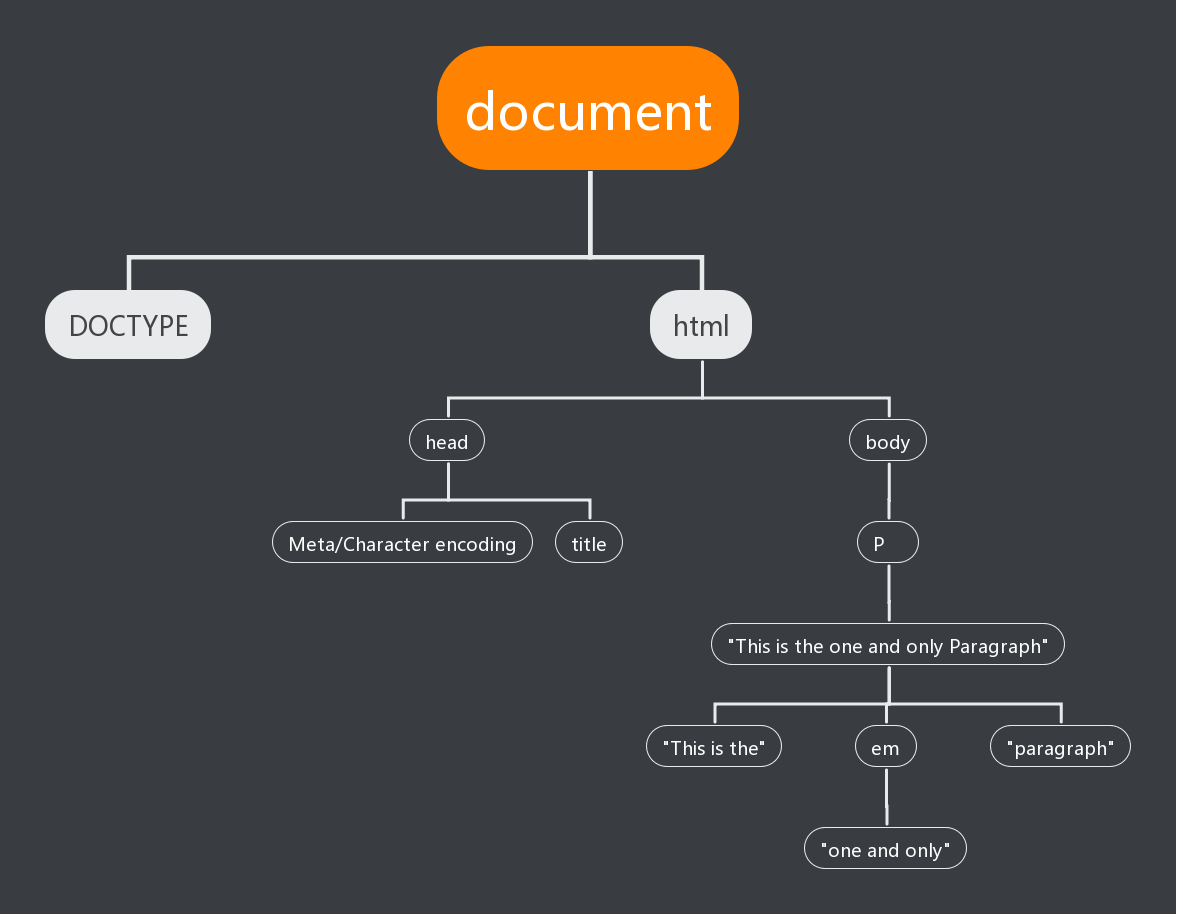 document
DOCTYPE
html
head
body
Meta/Character encoding
title
P
"This is the one and only Paragraph"
"This is the"
em
"paragraph"
"one and only"